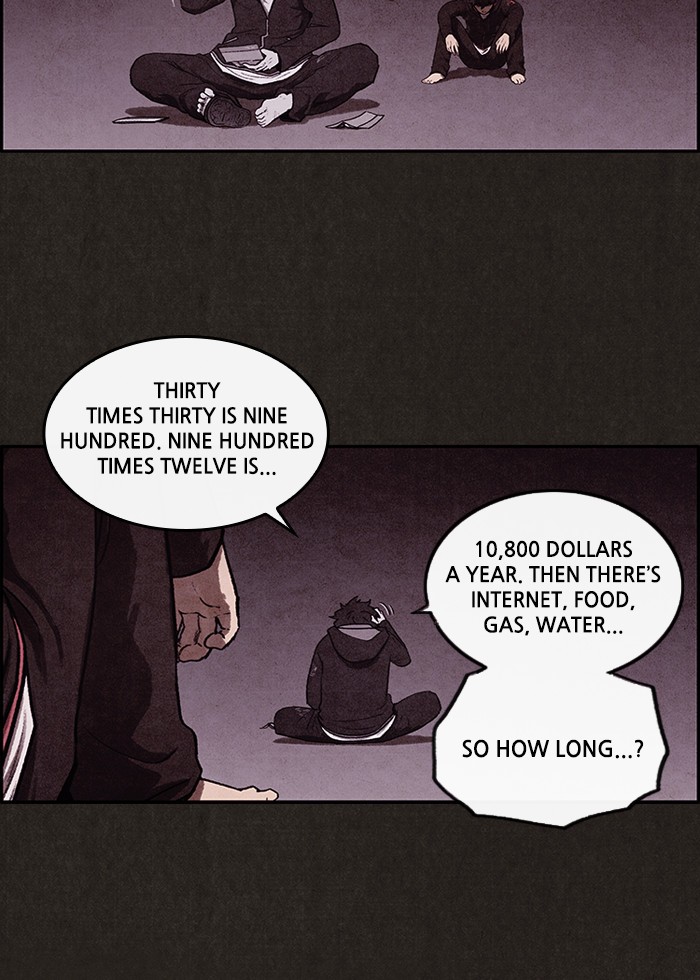 THIRTY
TIMES THIRTY IS NINE
HUNDRED. NINE HUNDRED
TIMES TWELVE IS...
10,800 DOLLARS
A YEAR. THEN THERE'S
INTERNET, FOOD,
GAS, WATER...
SO HOW LONG...?